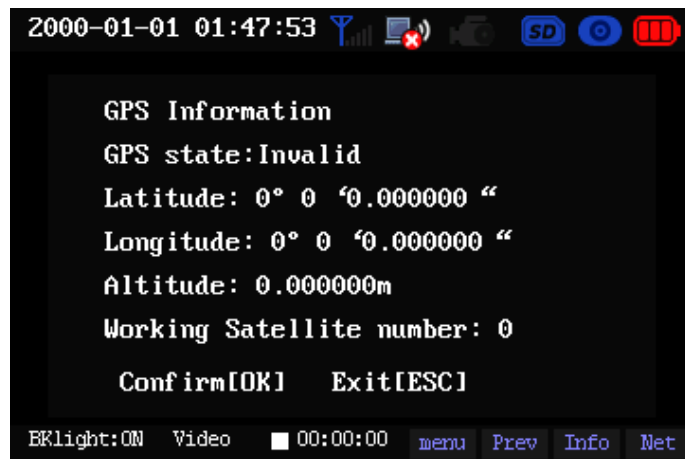 2000-01-01 01:47:53 SD
GPS Information
GPS state:Invalid
Latitude: 0° 0 ‘0.000000 “
Longitude: 0° 0 ‘0.000000 “
Altitude: 0.000000m
Working Satellite number: 0
Confirm[OK] Exit[ESC]
BKlight:ON Video 00:00:00 menu Prev Info Net